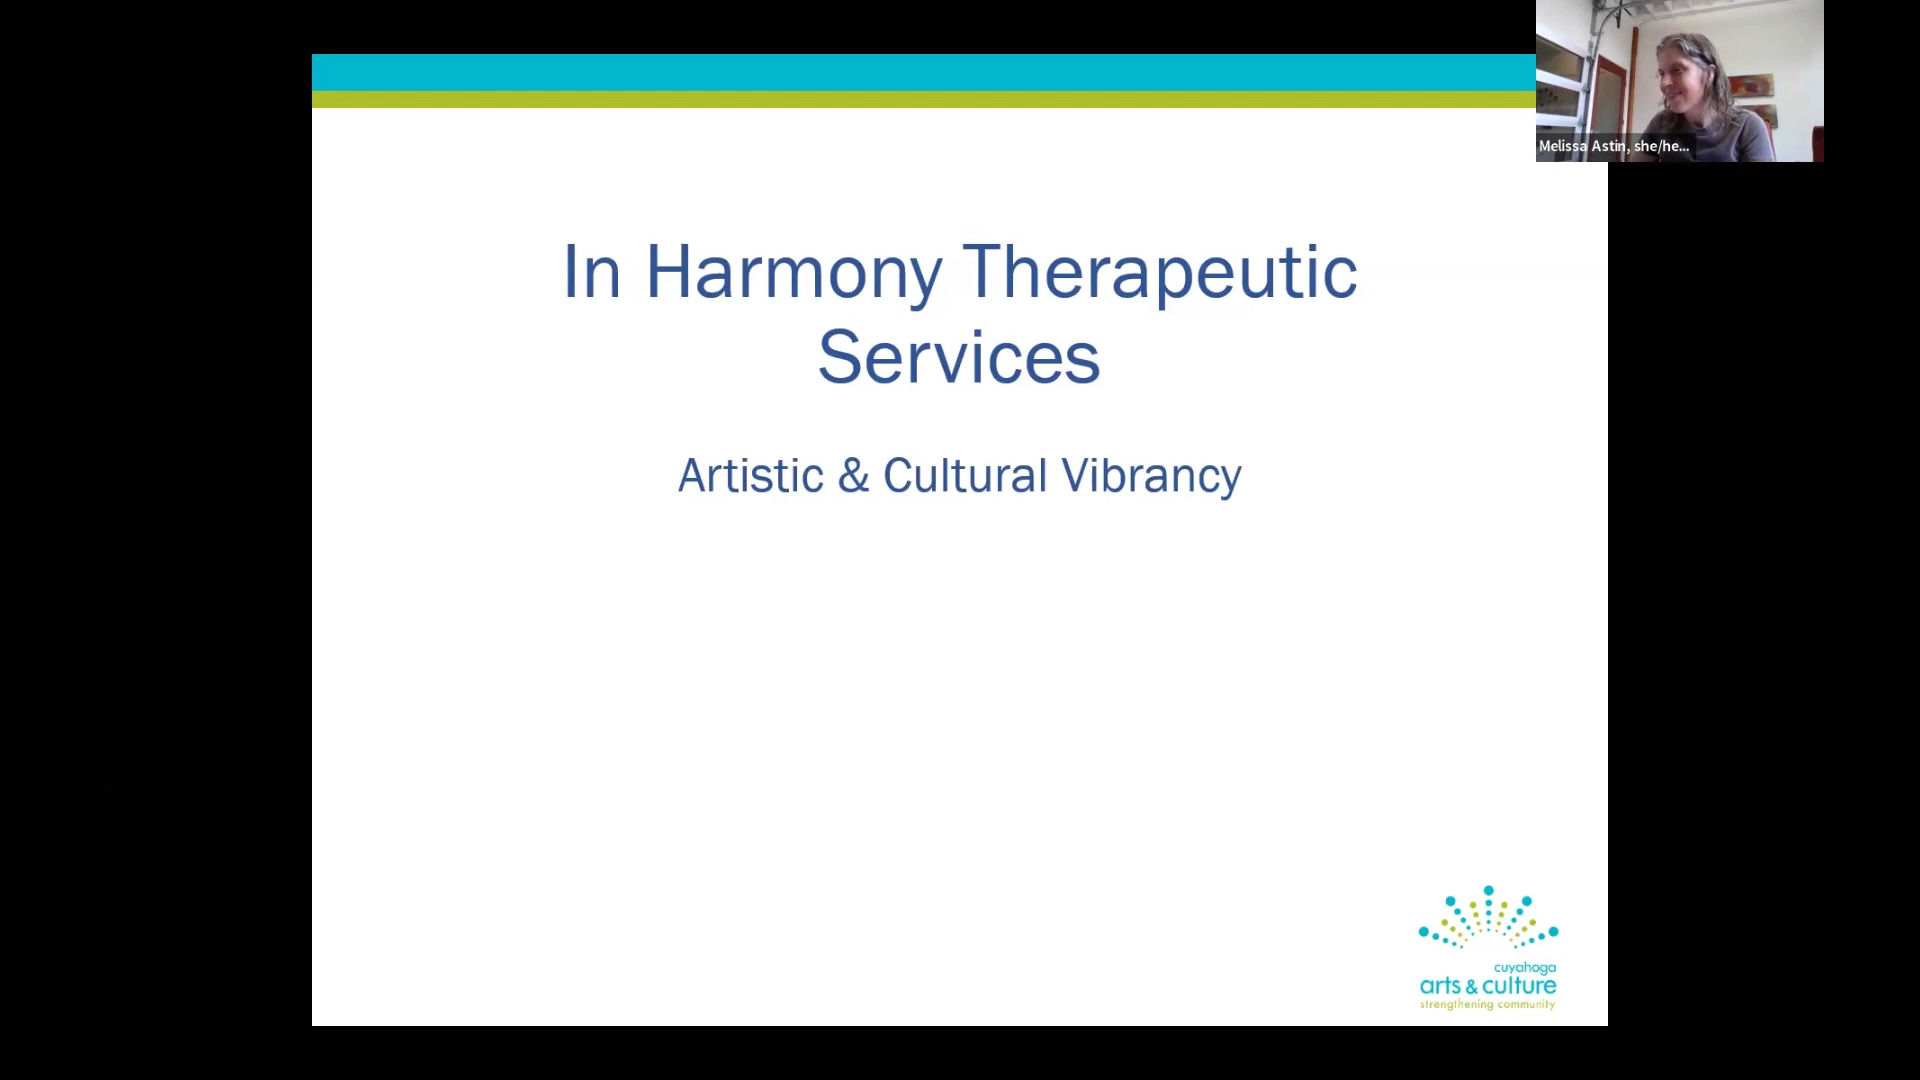 Melissa Astin, she/he...
In Harmony Therapeutic
Services
Artistic & Cultural Vibrancy
cuyahoga
arts & culture
strengthening community